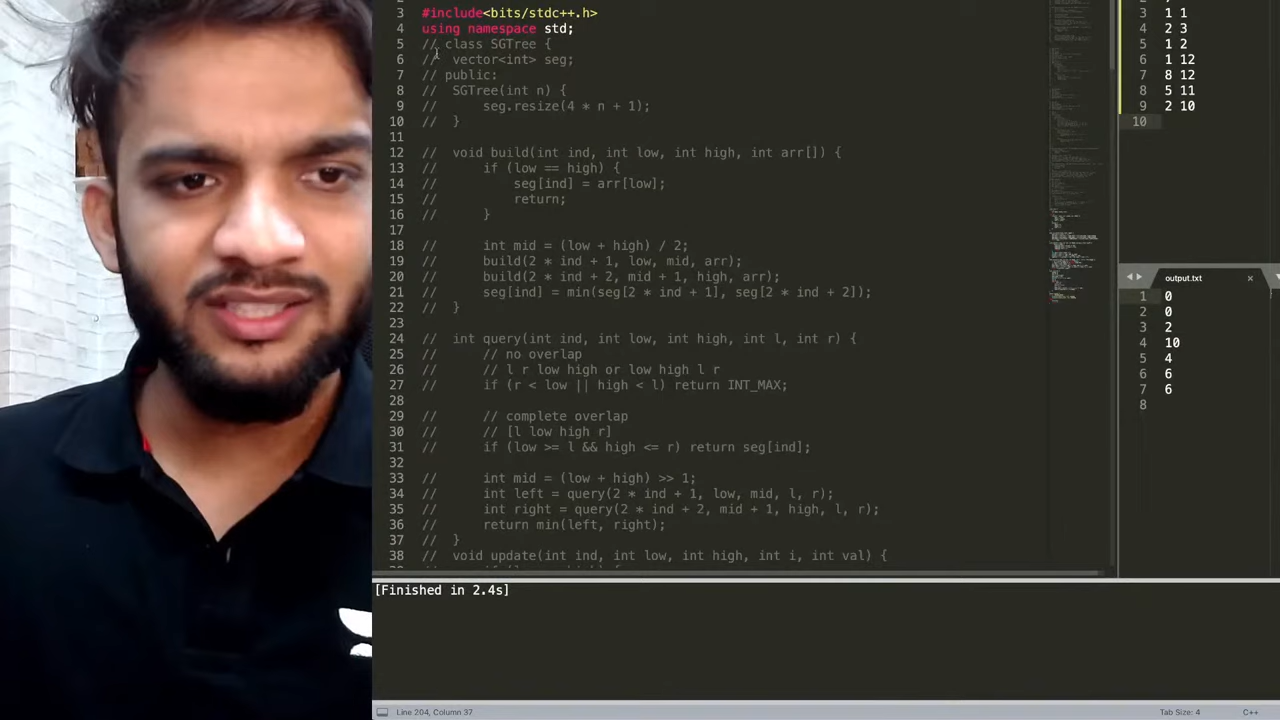 3 #include<bits/stdc++.h>
4 using namespace std;
5 // class SGTree {
6 // vector<int> seg;
7 // public:
8 // SGTree(int n) {
9 // seg.resize(4 * n + 1);
10 // }
11
12 // void build(int ind, int low, int high, int arr[]) {
13 // if (low == high) {
14 // seg[ind] = arr[low];
15 // return;
16 // }
17
18 // int mid = (low + high) / 2;
19 // build(2 * ind + 1, low, mid, arr);
20 // build(2 * ind + 2, mid + 1, high, arr);
21 // seg[ind] = min(seg[2 * ind + 1], seg[2 * ind + 2]);
22 // }
23
24 // int query(int ind, int low, int high, int l, int r) {
25 // // no overlap
26 // // l r low high or low high l r
27 // if (r < low || high < l) return INT_MAX;
28
29 // // complete overlap
30 // // [l low high r]
31 // if (low >= l && high <= r) return seg[ind];
32
33 // int mid = (low + high) >> 1;
34 // int left = query(2 * ind + 1, low, mid, l, r);
35 // int right = query(2 * ind + 2, mid + 1, high, l, r);
36 // return min(left, right);
37 // }
38 // void update(int ind, int low, int high, int i, int val) {
3 1 1
4 2 3
5 1 2
6 1 12
7 8 12
8 5 11
9 2 10
10
output.txt ×
1 0
2 0
3 2
4 10
5 4
6 6
7 6
8
[Finished in 2.4s]
Line 204, Column 37
Tab Size: 4
C++